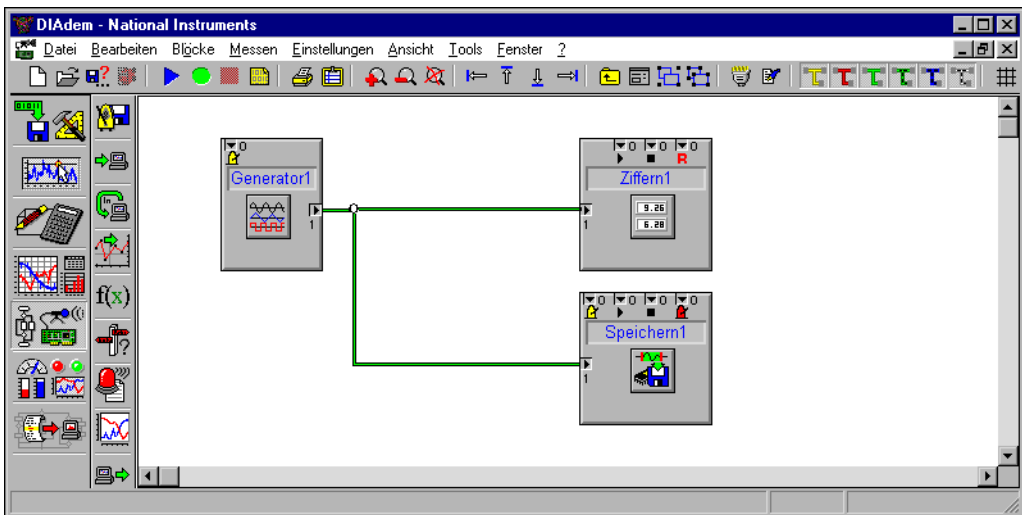 DIAdem - National Instruments
Datei Bearbeiten Blöcke Messen Einstellungen Ansicht Tools Fenster ?
f(x)
0
Generator1
1
0 0 0
R
Ziffern1
9.26
6.28
1
0 0 0 0
Speichern1
1